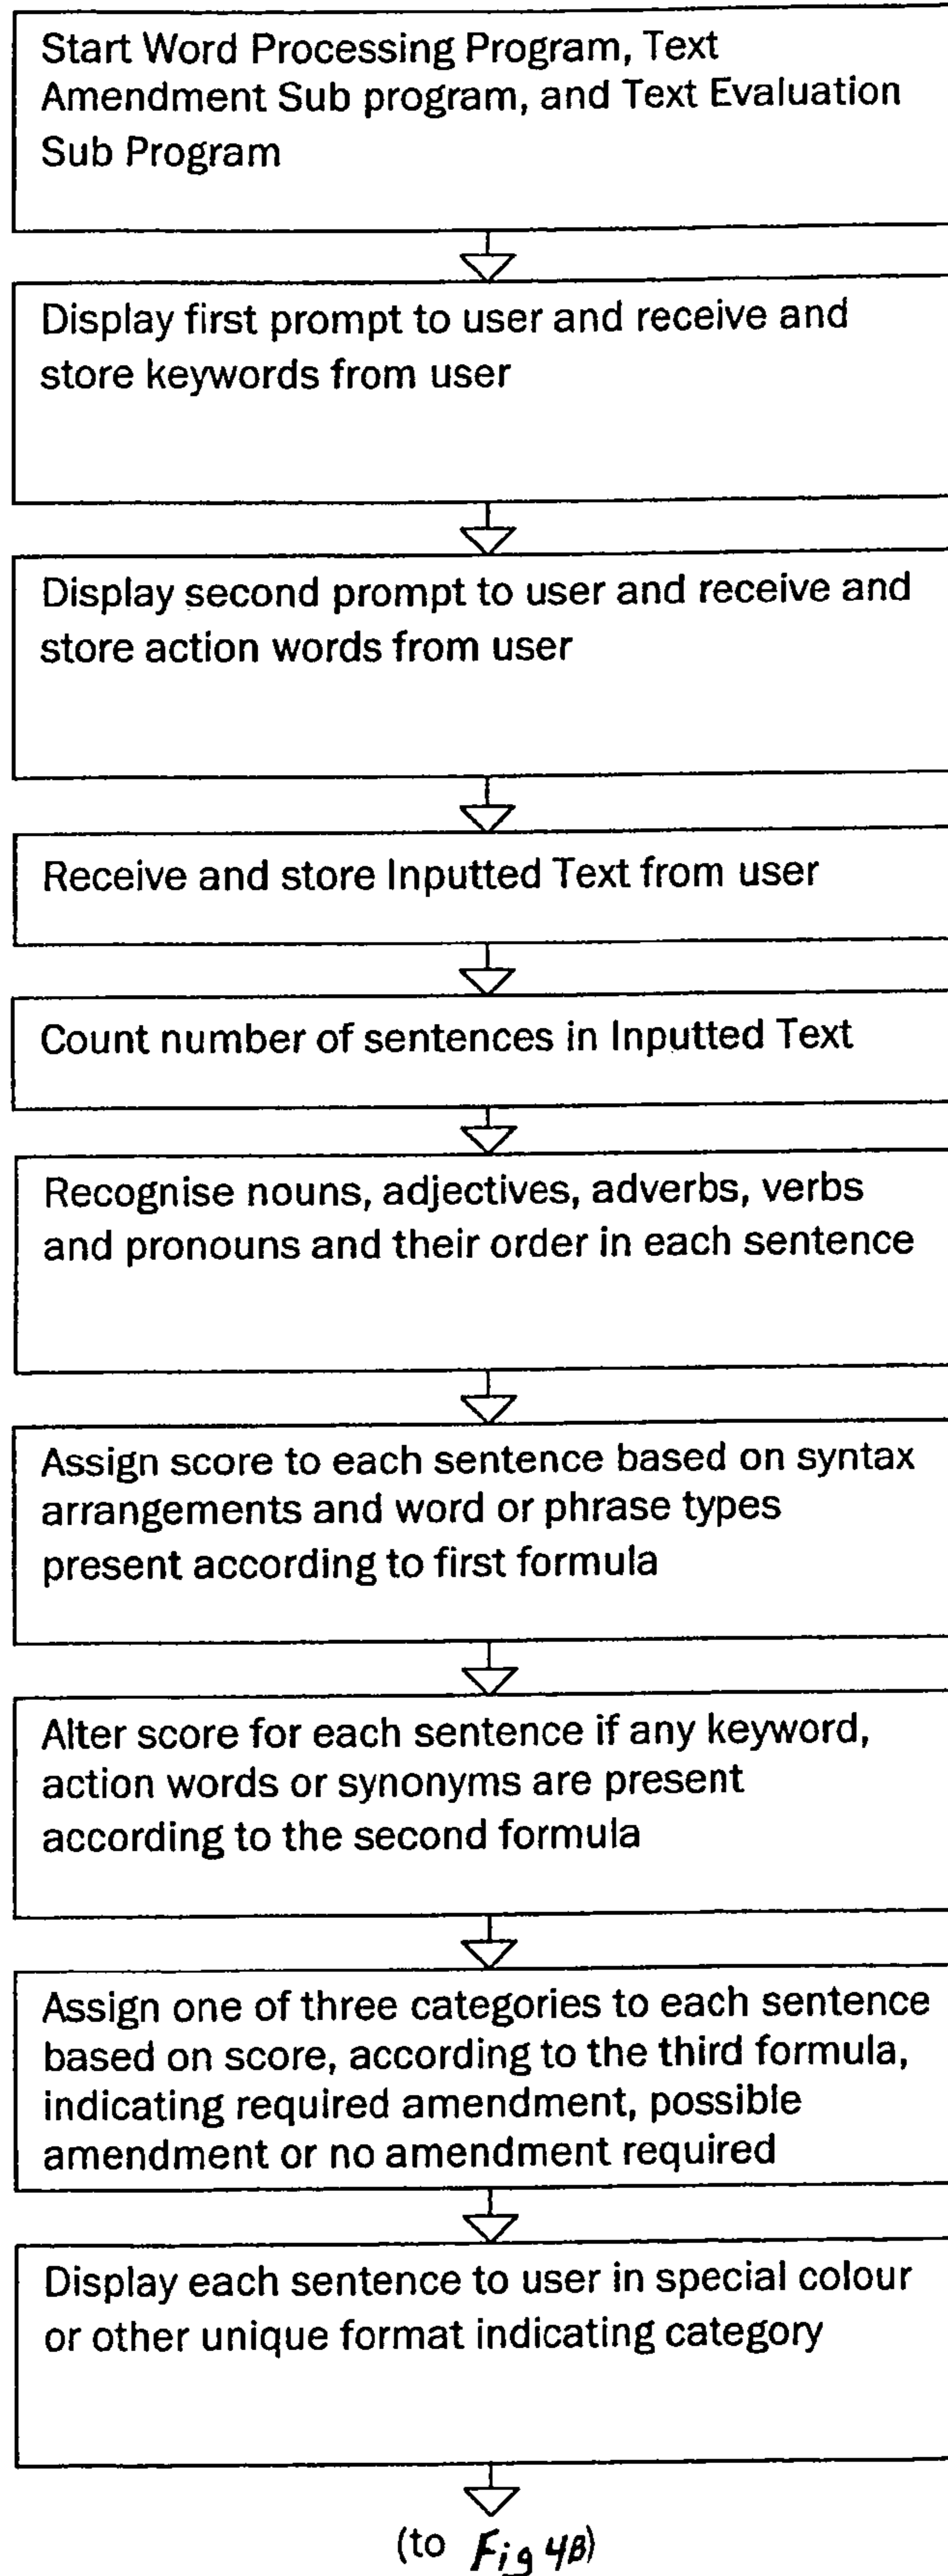 Start Word Processing Program, Text
Amendment Sub program, and Text Evaluation
Sub Program
Display first prompt to user and receive and
store keywords from user
Display second prompt to user and receive and
store action words from user
Receive and store Inputted Text from user
Count number of sentences in Inputted Text
Recognise nouns, adjectives, adverbs, verbs
and pronouns and their order in each sentence
Assign score to each sentence based on syntax
arrangements and word or phrase types
present according to first formula
Alter score for each sentence if any keyword,
action words or synonyms are present
according to the second formula
Assign one of three categories to each sentence
based on score, according to the third formula,
indicating required amendment, possible
amendment or no amendment required
Display each sentence to user in special colour
or other unique format indicating category
(to Fig 4B)